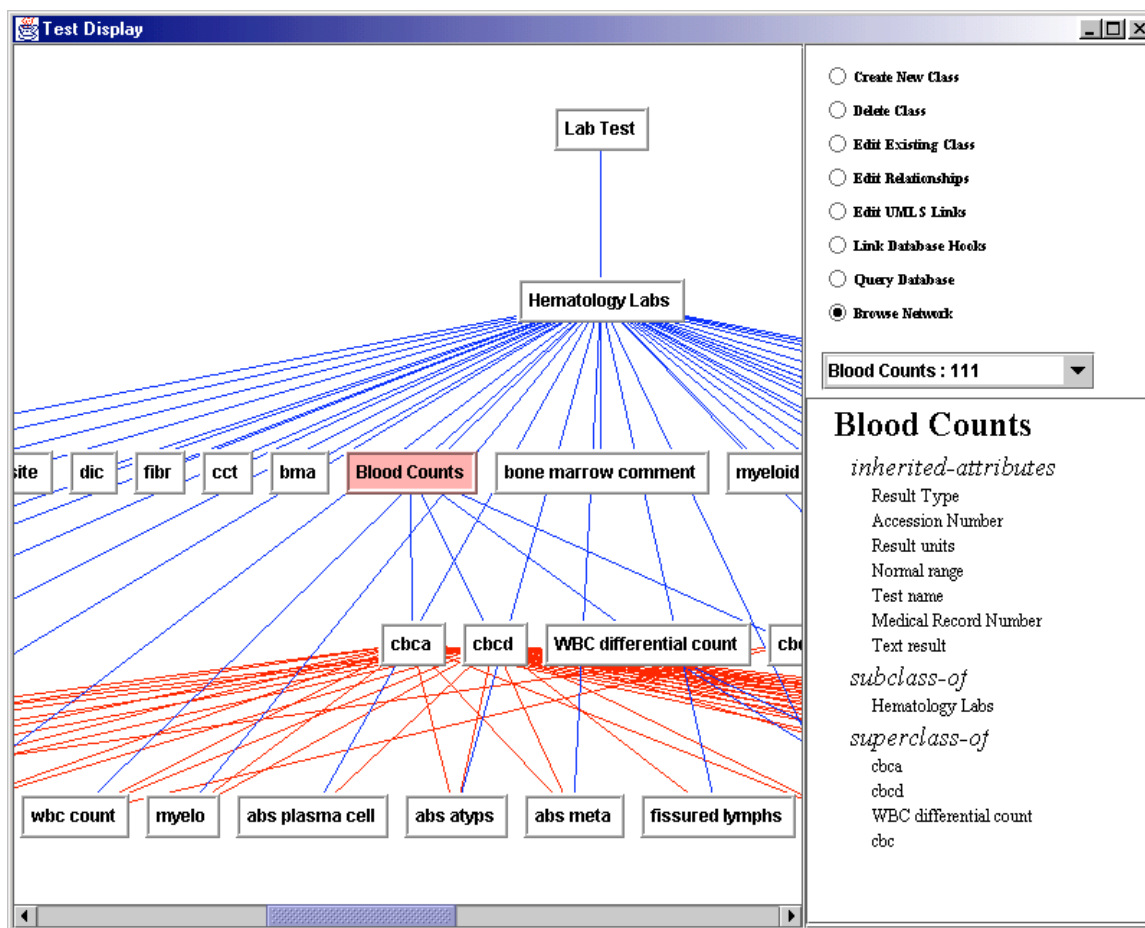 Test Display
Lab Test
Hematology Labs
site
dic
fibr
cct
bma
Blood Counts
bone marrow comment
myeloid
cbca
cbcd
WBC differential count
wbc count
myelo
abs plasma cell
abs atyps
abs meta
fissured lymphs
Create New Class
Delete Class
Edit Existing Class
Edit Relationships
Edit UMLS Links
Link Database Hooks
Query Database
Browse Network
Blood Counts : 111
Blood Counts
inherited-attributes
Result Type
Accession Number
Result units
Normal range
Test name
Medical Record Number
Text result
subclass-of
Hematology Labs
superclass-of
cbca
cbcd
WBC differential count
cbc